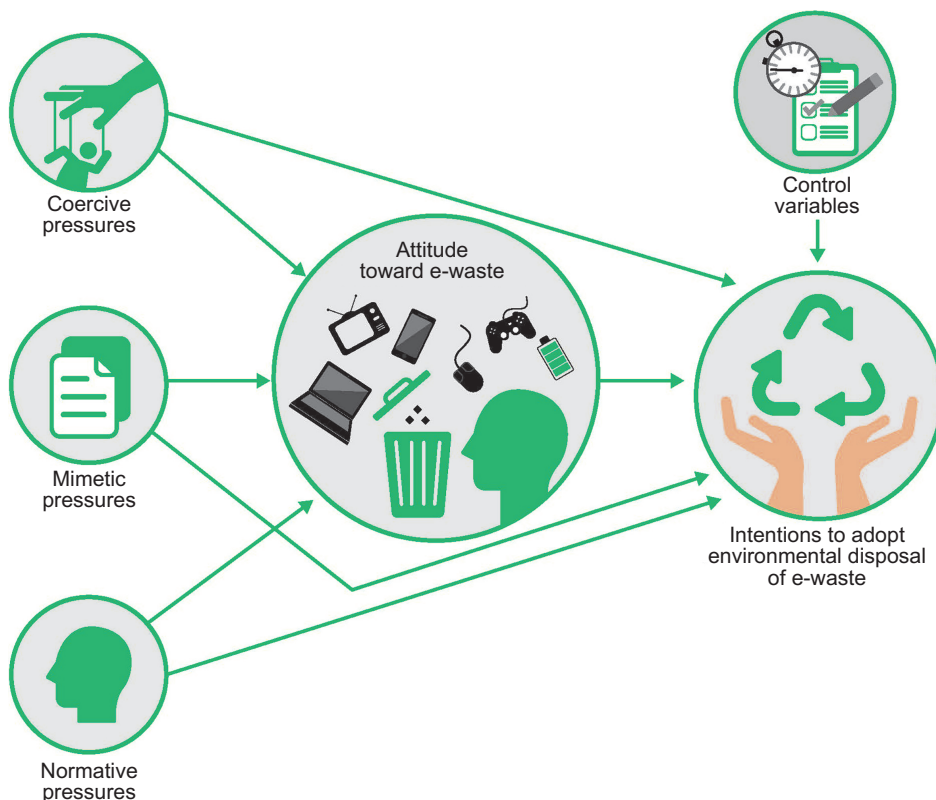 Coercive
pressures
Control
variables
Attitude
toward e-waste
Mimetic
pressures
Intentions to adopt
environmental disposal
of e-waste
Normative
pressures